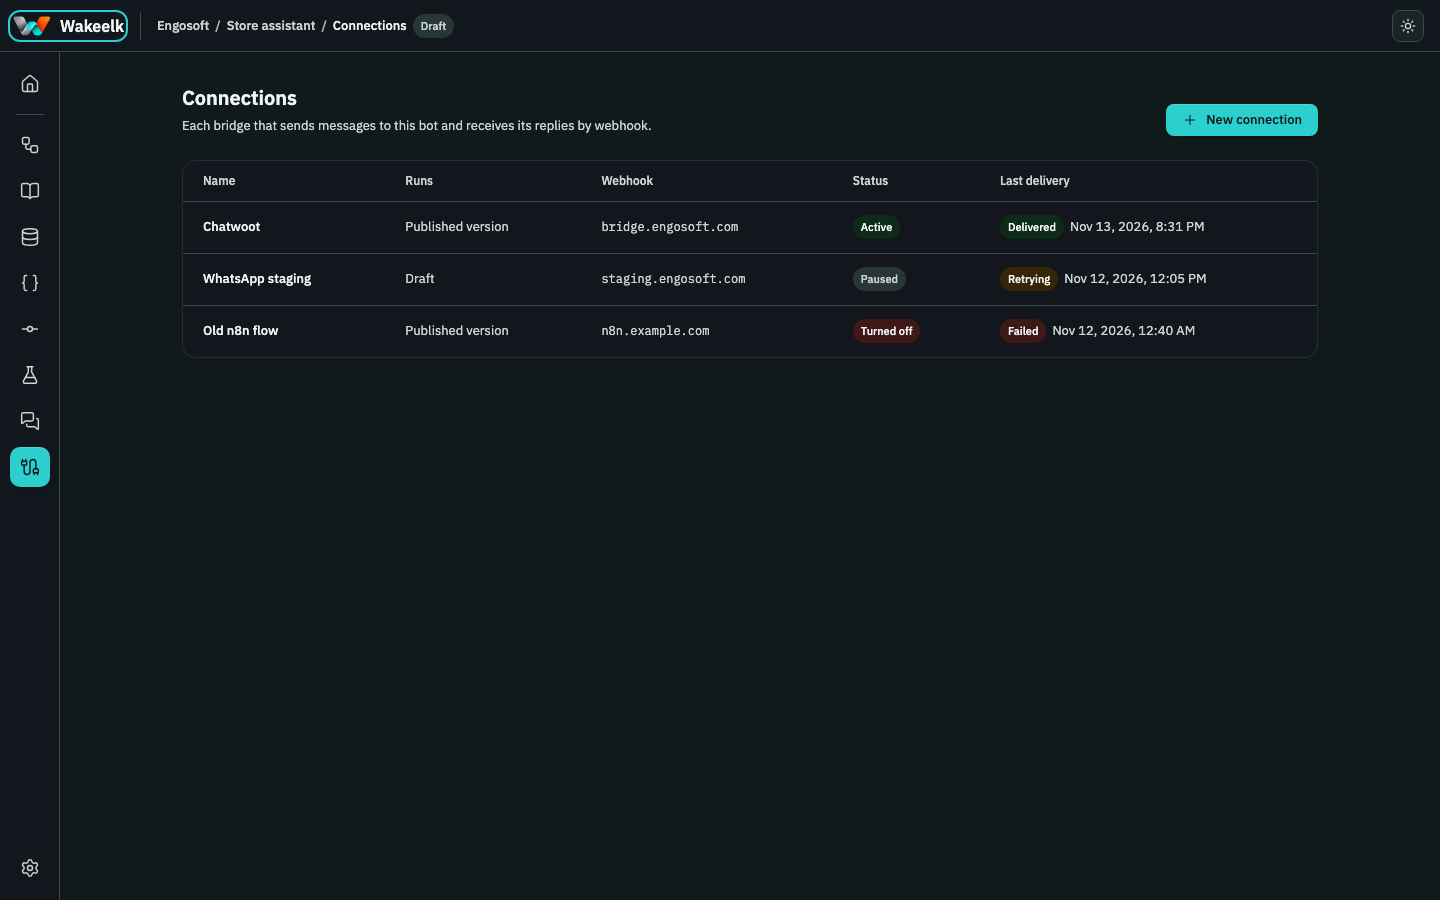 Wakeelk
Engosoft / Store assistant / Connections Draft
Connections
Each bridge that sends messages to this bot and receives its replies by webhook.
New connection
Name Runs Webhook Status Last delivery
Chatwoot Published version bridge.engosoft.com Active Delivered Nov 13, 2026, 8:31 PM
WhatsApp staging Draft staging.engosoft.com Paused Retrying Nov 12, 2026, 12:05 PM
Old n8n flow Published version n8n.example.com Turned off Failed Nov 12, 2026, 12:40 AM